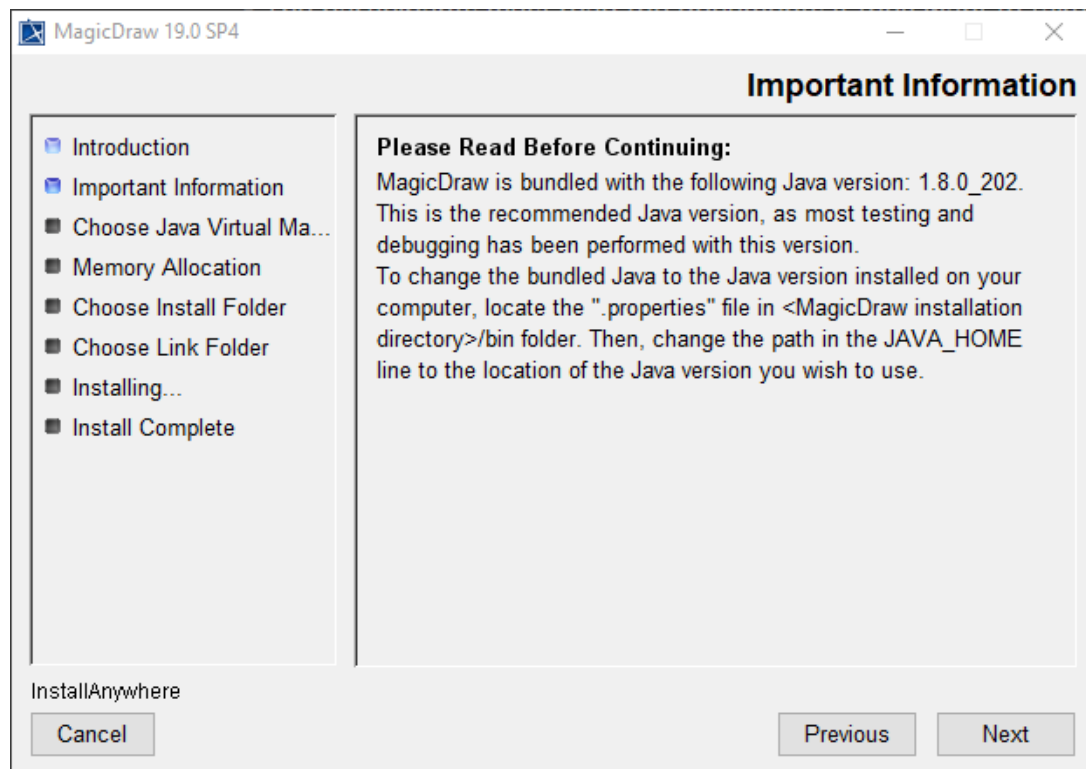 MagicDraw 19.0 SP4
Important Information
Introduction
Important Information
Choose Java Virtual Ma...
Memory Allocation
Choose Install Folder
Choose Link Folder
Installing...
Install Complete
Please Read Before Continuing:
MagicDraw is bundled with the following Java version: 1.8.0_202.
This is the recommended Java version, as most testing and
debugging has been performed with this version.
To change the bundled Java to the Java version installed on your
computer, locate the ".properties" file in <MagicDraw installation
directory>/bin folder. Then, change the path in the JAVA_HOME
line to the location of the Java version you wish to use.
InstallAnywhere
Cancel
Previous
Next